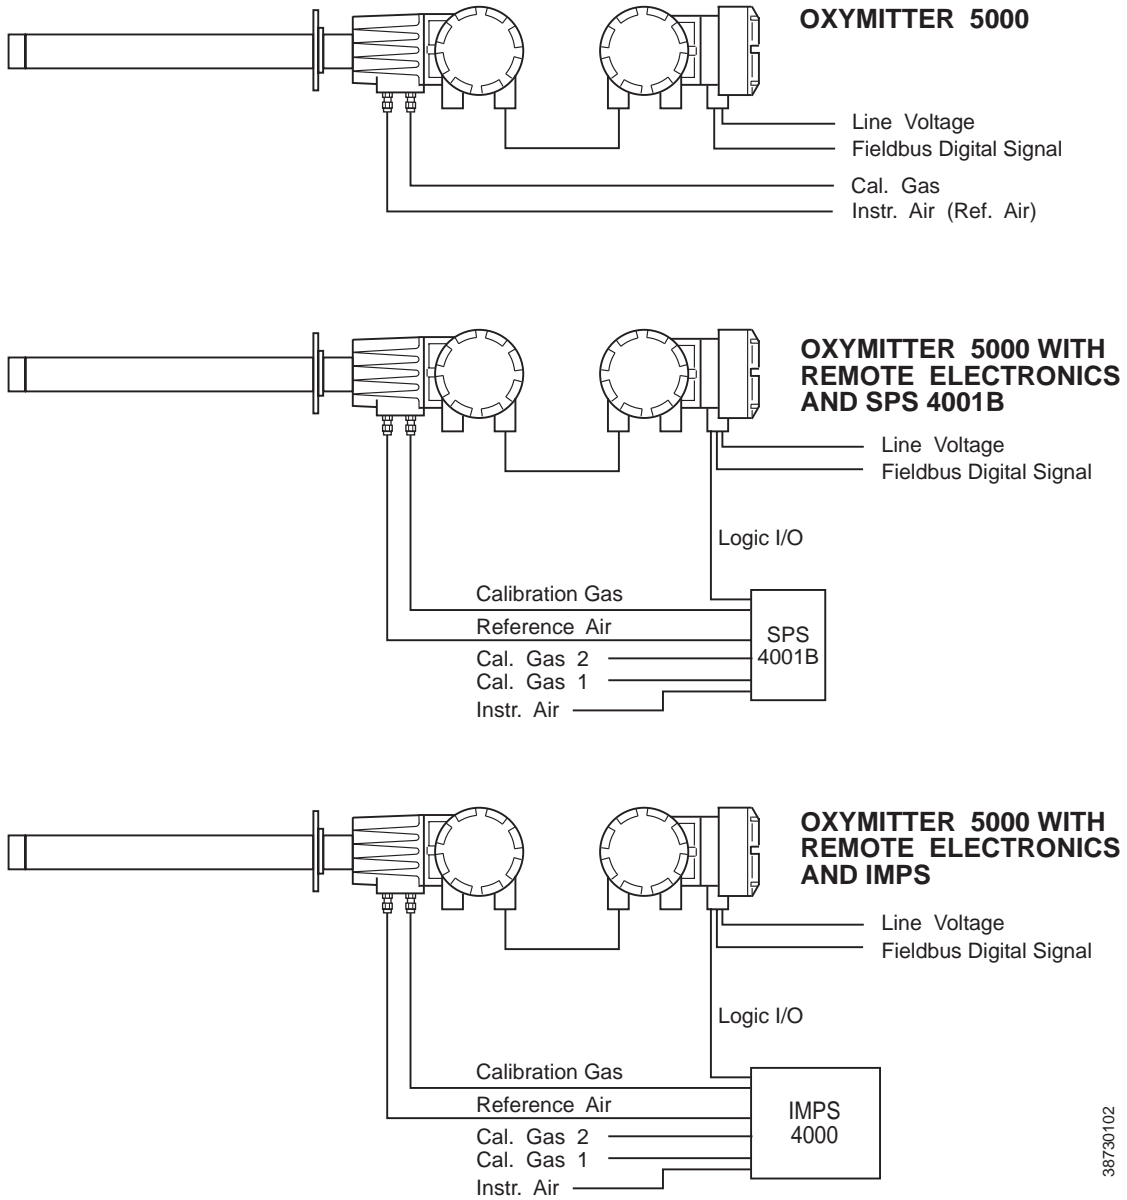 OXYMITTER 5000
Line Voltage
Fieldbus Digital Signal
Cal. Gas
Instr. Air (Ref. Air)
OXYMITTER 5000 WITH
REMOTE ELECTRONICS
AND SPS 4001B
Line Voltage
Fieldbus Digital Signal
Logic I/O
Calibration Gas
Reference Air
Cal. Gas 2
Cal. Gas 1
Instr. Air
SPS
4001B
OXYMITTER 5000 WITH
REMOTE ELECTRONICS
AND IMPS
Line Voltage
Fieldbus Digital Signal
Logic I/O
Calibration Gas
Reference Air
Cal. Gas 2
Cal. Gas 1
Instr. Air
IMPS
4000
38730102